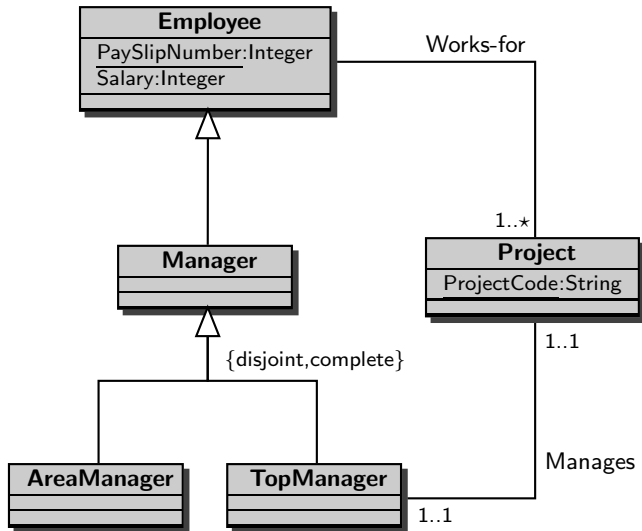 Employee
PaySlipNumber:Integer
Salary:Integer
Works-for
1..⋆
Manager
Project
ProjectCode:String
1..1
{disjoint,complete}
Manages
AreaManager
TopManager
1..1